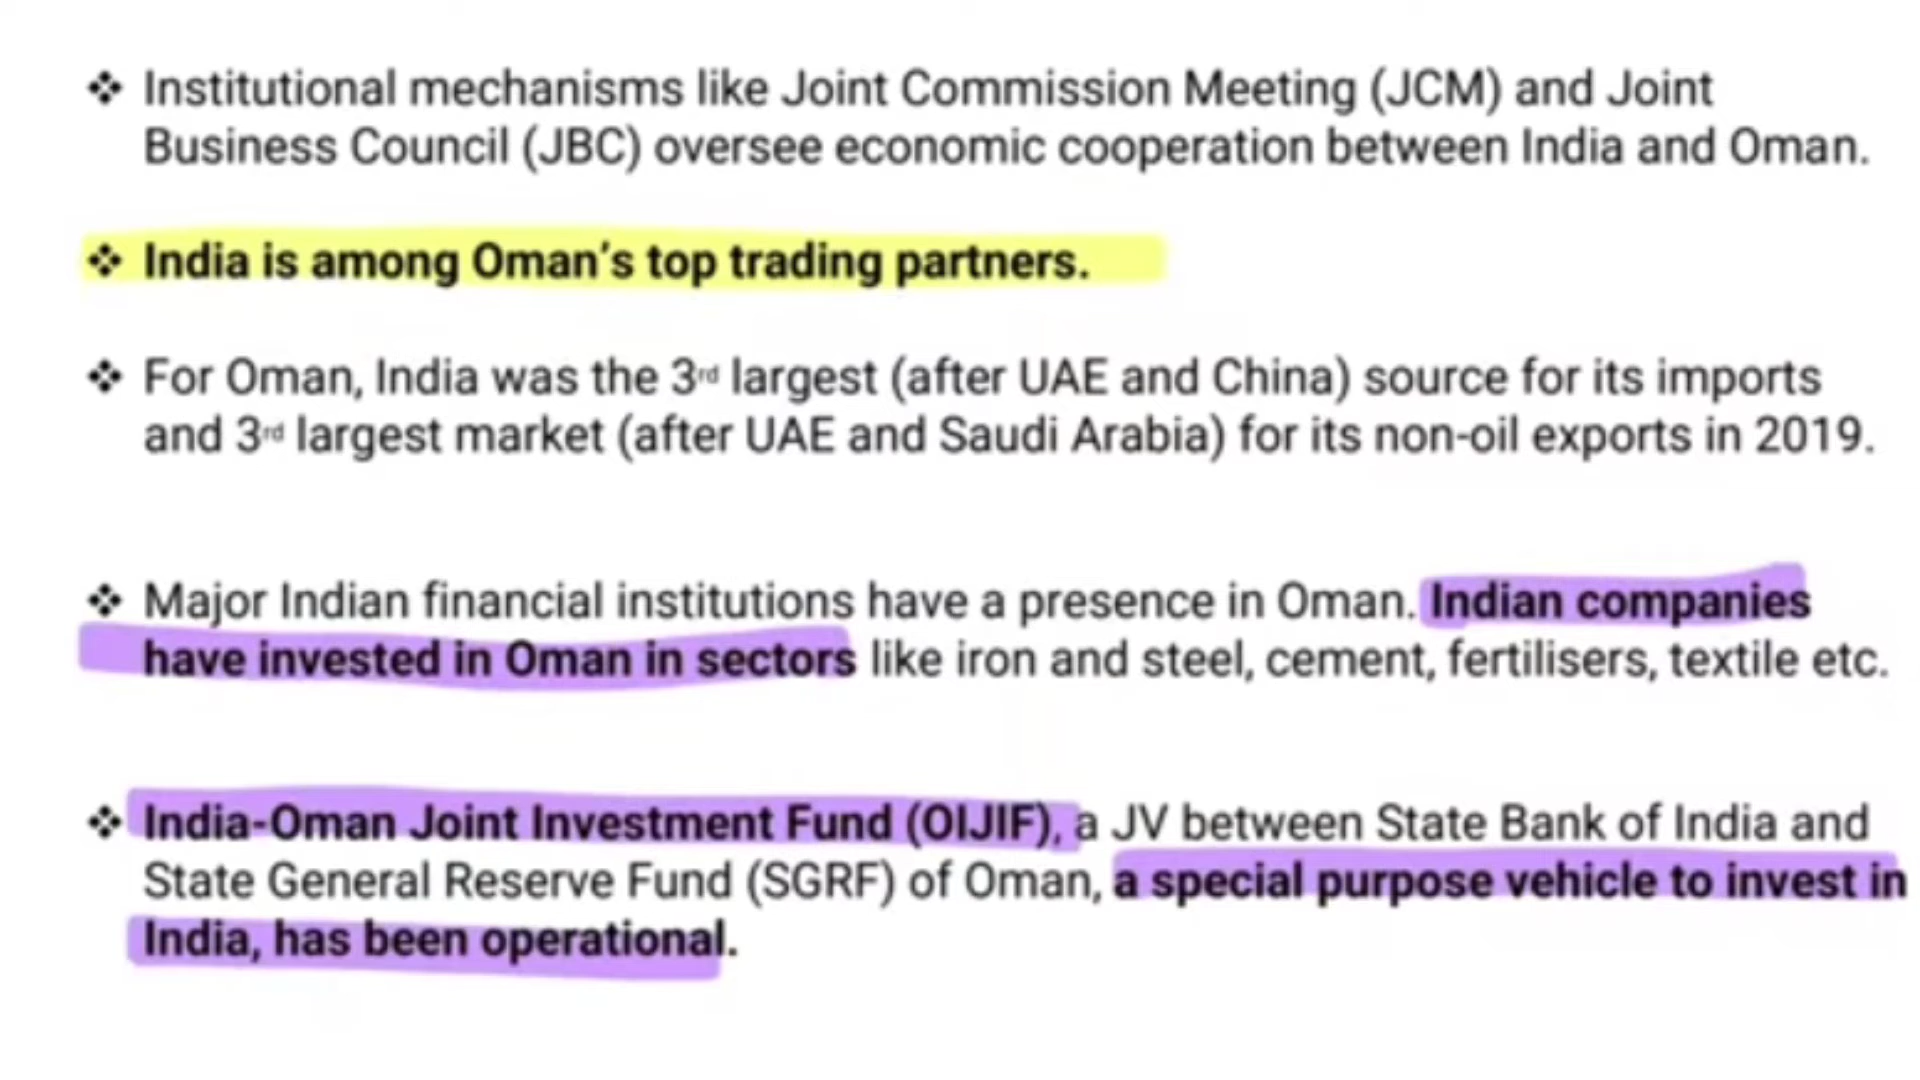 ❖ Institutional mechanisms like Joint Commission Meeting (JCM) and Joint
Business Council (JBC) oversee economic cooperation between India and Oman.
❖ India is among Oman’s top trading partners.
❖ For Oman, India was the 3rd largest (after UAE and China) source for its imports
and 3rd largest market (after UAE and Saudi Arabia) for its non-oil exports in 2019.
❖ Major Indian financial institutions have a presence in Oman. Indian companies
have invested in Oman in sectors like iron and steel, cement, fertilisers, textile etc.
❖ India-Oman Joint Investment Fund (OIJIF), a JV between State Bank of India and
State General Reserve Fund (SGRF) of Oman, a special purpose vehicle to invest in
India, has been operational.